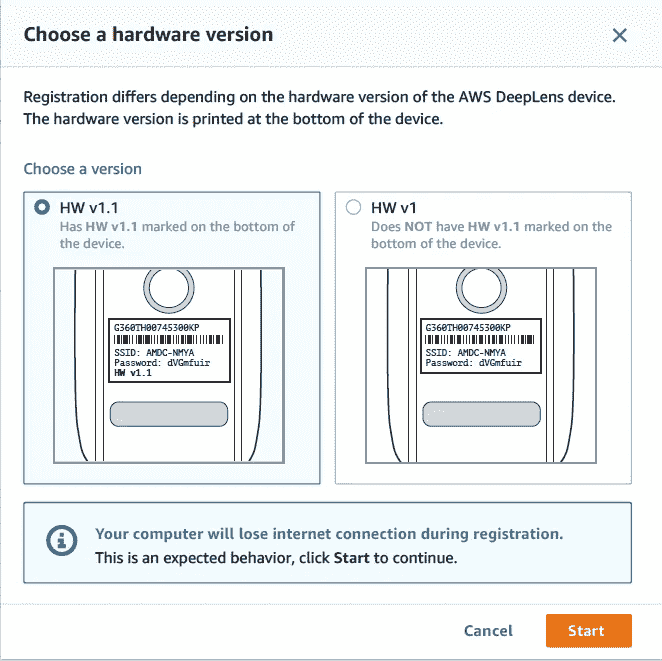 Choose a hardware version
Registration differs depending on the hardware version of the AWS DeepLens device.
The hardware version is printed at the bottom of the device.
Choose a version
HW v1.1
Has HW v1.1 marked on the bottom of
the device.
G360TH00745300KP
SSID: AMDC-NMYA
Password: dVGmfuir
HW v1.1
HW v1
Does NOT have HW v1.1 marked on the
bottom of the device.
G360TH00745300KP
SSID: AMDC-NMYA
Password: dVGmfuir
Your computer will lose internet connection during registration.
This is an expected behavior, click Start to continue.
Cancel
Start